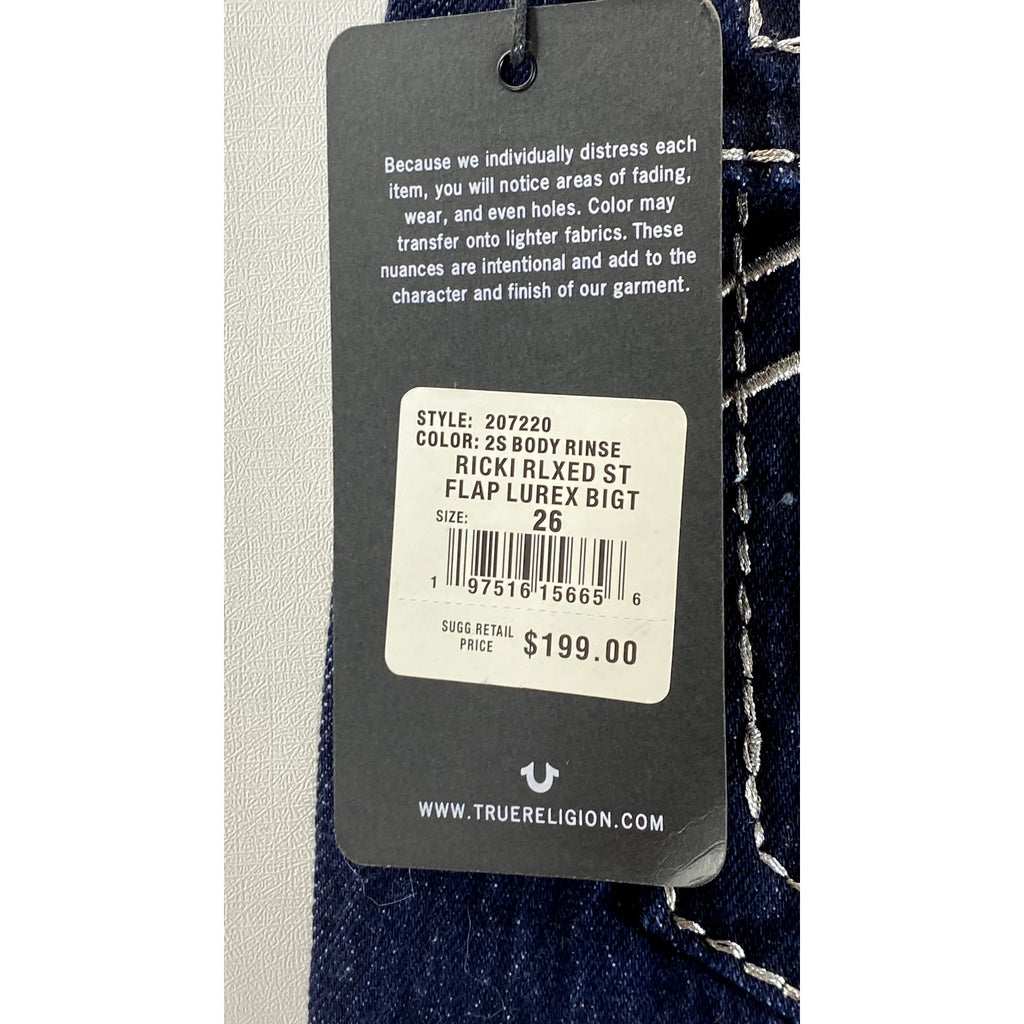 Because we individually distress each
item, you will notice areas of fading,
wear, and even holes. Color may
transfer onto lighter fabrics. These
nuances are intentional and add to the
character and finish of our garment.
STYLE: 207220
COLOR: 2S BODY RINSE
RICKI RLXED ST
FLAP LUREX BIGT
SIZE: 26
1 97516 15665 6
SUGG RETAIL
PRICE $199.00
WWW.TRUERELIGION.COM